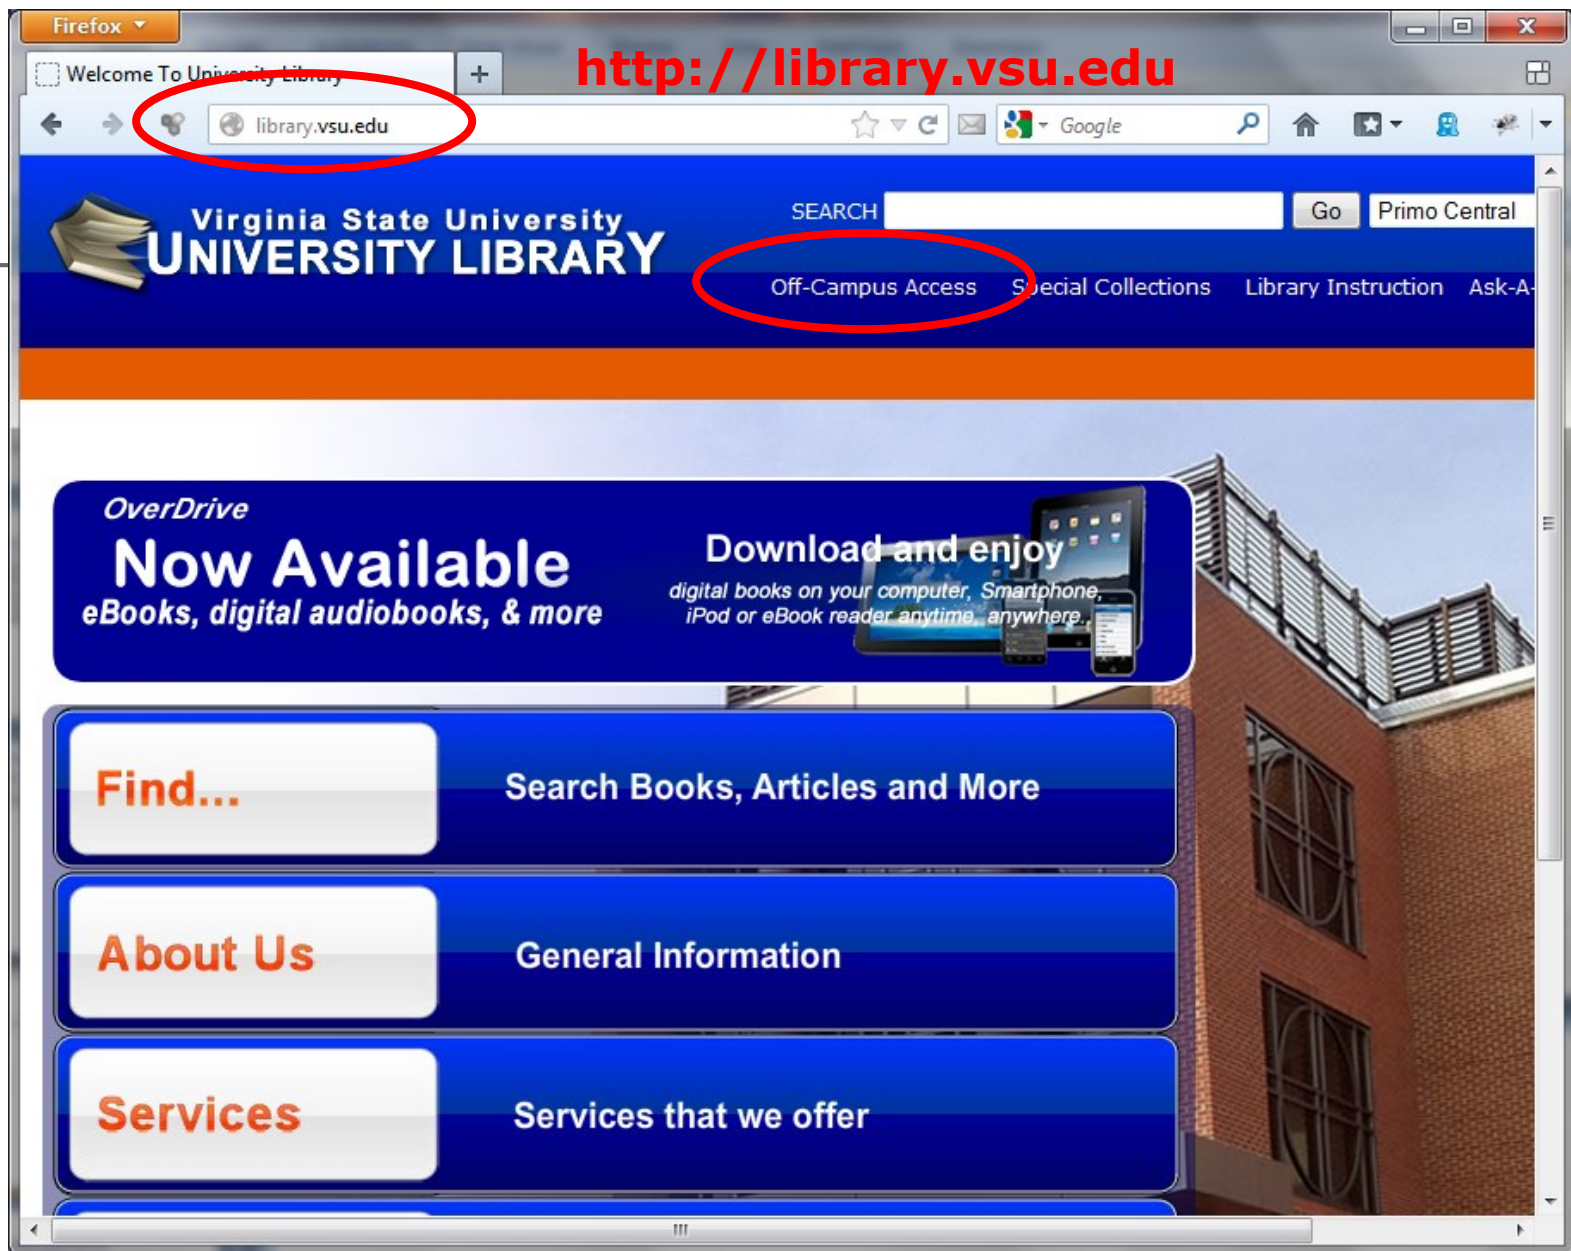 Firefox
Welcome To University Library
http://library.vsu.edu
library.vsu.edu
Google
Virginia State University
UNIVERSITY LIBRARY
SEARCH
Go
Primo Central
Off-Campus Access Special Collections Library Instruction Ask-A-
OverDrive
Now Available
eBooks, digital audiobooks, & more
Download and enjoy
digital books on your computer, Smartphone,
iPod or eBook reader anytime, anywhere.
Find...
Search Books, Articles and More
About Us
General Information
Services
Services that we offer